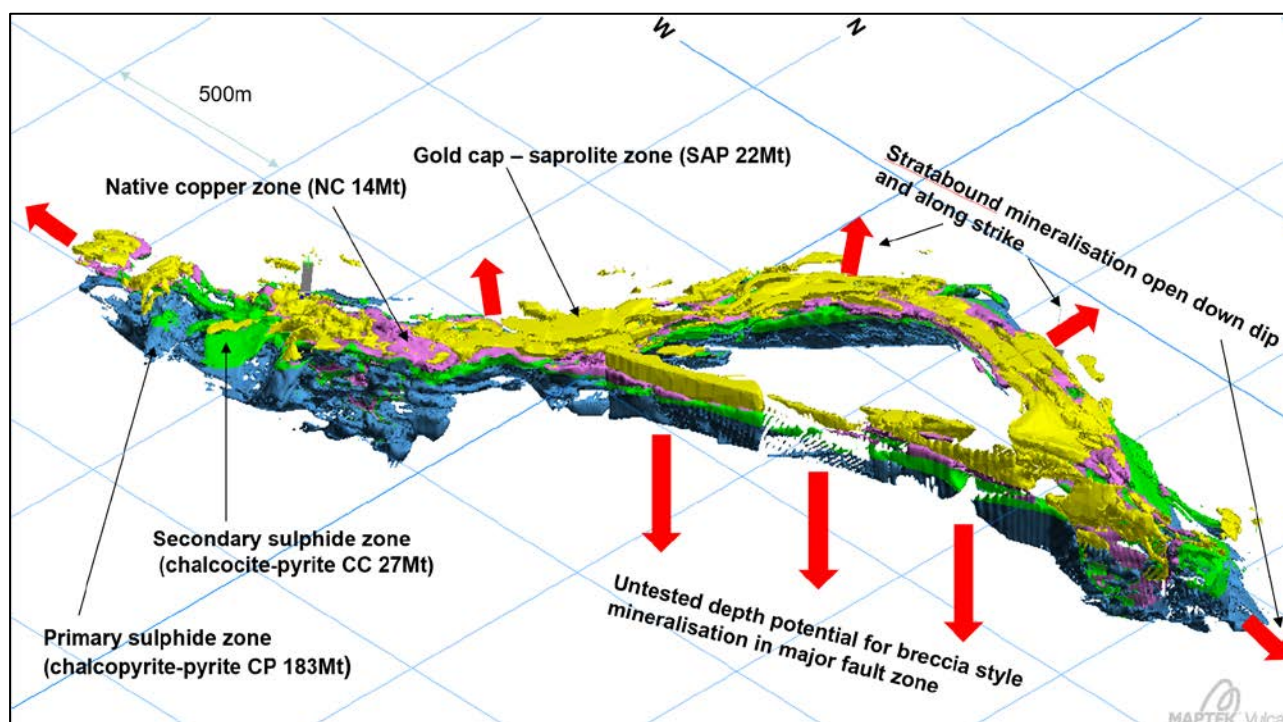 W
N
500m
Gold cap – saprolite zone (SAP 22Mt)
Native copper zone (NC 14Mt)
Stratabound mineralisation open down dip
and along strike
Secondary sulphide zone
(chalcocite-pyrite CC 27Mt)
Primary sulphide zone
(chalcopyrite-pyrite CP 183Mt)
Untested depth potential for breccia style
mineralisation in major fault zone
MAPTEK Vulca